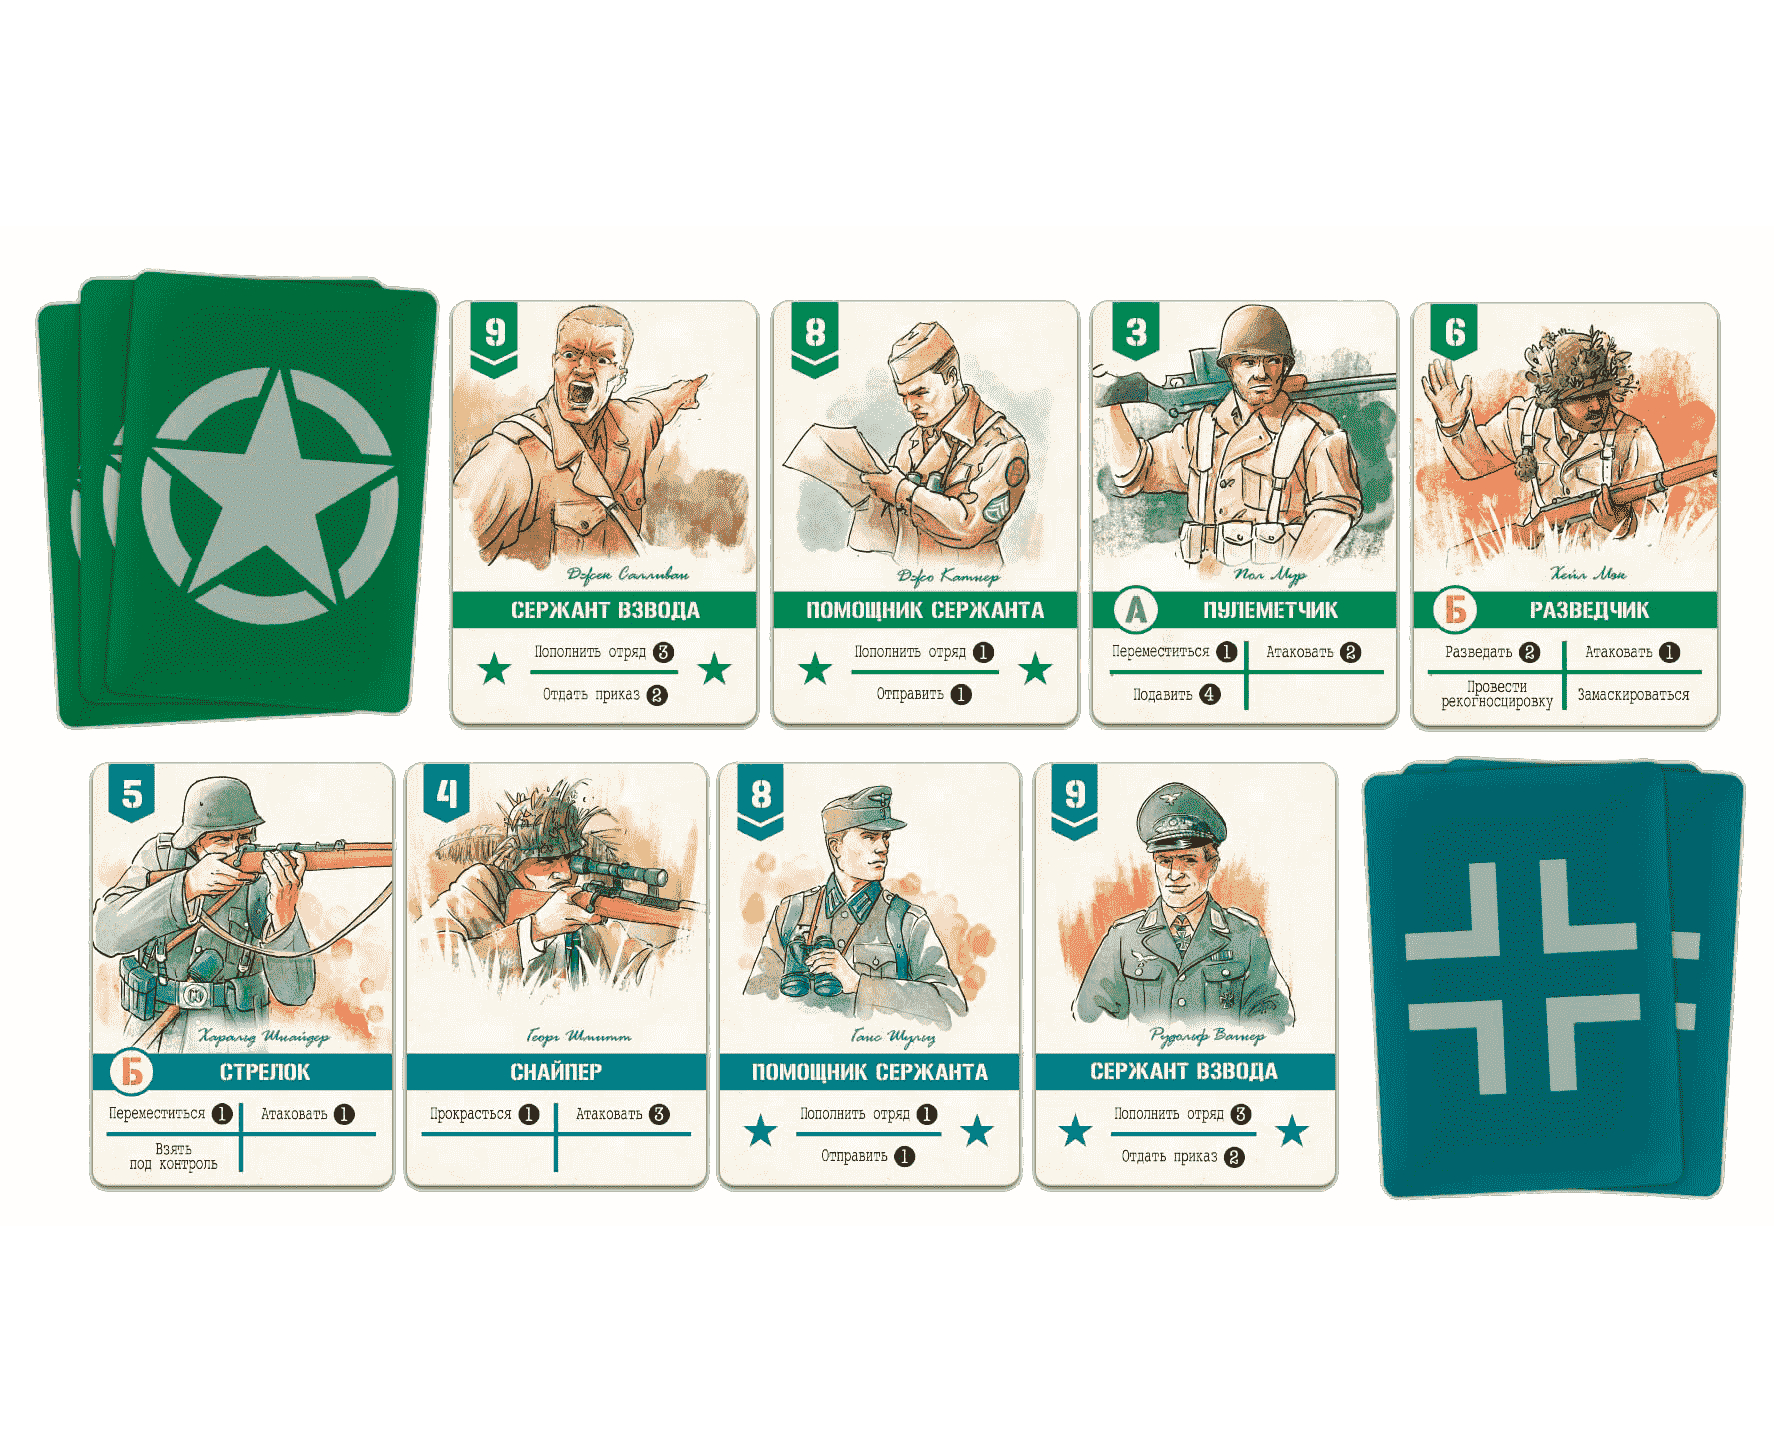 9
Джек Салливан
СЕРЖАНТ ВЗВОДА
Пополнить отряд 3
Отдать приказ 2
8
Джо Катнер
ПОМОЩНИК СЕРЖАНТА
Пополнить отряд 1
Отправить 1
3
Пол Мур
А ПУЛЕМЕТЧИК
Переместиться 1 Атаковать 2
Подавить 4
6
Хейл Мэн
Б РАЗВЕДЧИК
Разведать 2 Атаковать 1
Провести
рекогносцировку
Замаскироваться
5
Харальд Шнайдер
Б СТРЕЛОК
Переместиться 1 Атаковать 1
Взять
под контроль
4
Георг Шмитт
СНАЙПЕР
Прокрасться 1 Атаковать 3
8
Ганс Шульц
ПОМОЩНИК СЕРЖАНТА
Пополнить отряд 1
Отправить 1
9
Рудольф Вагнер
СЕРЖАНТ ВЗВОДА
Пополнить отряд 3
Отдать приказ 2